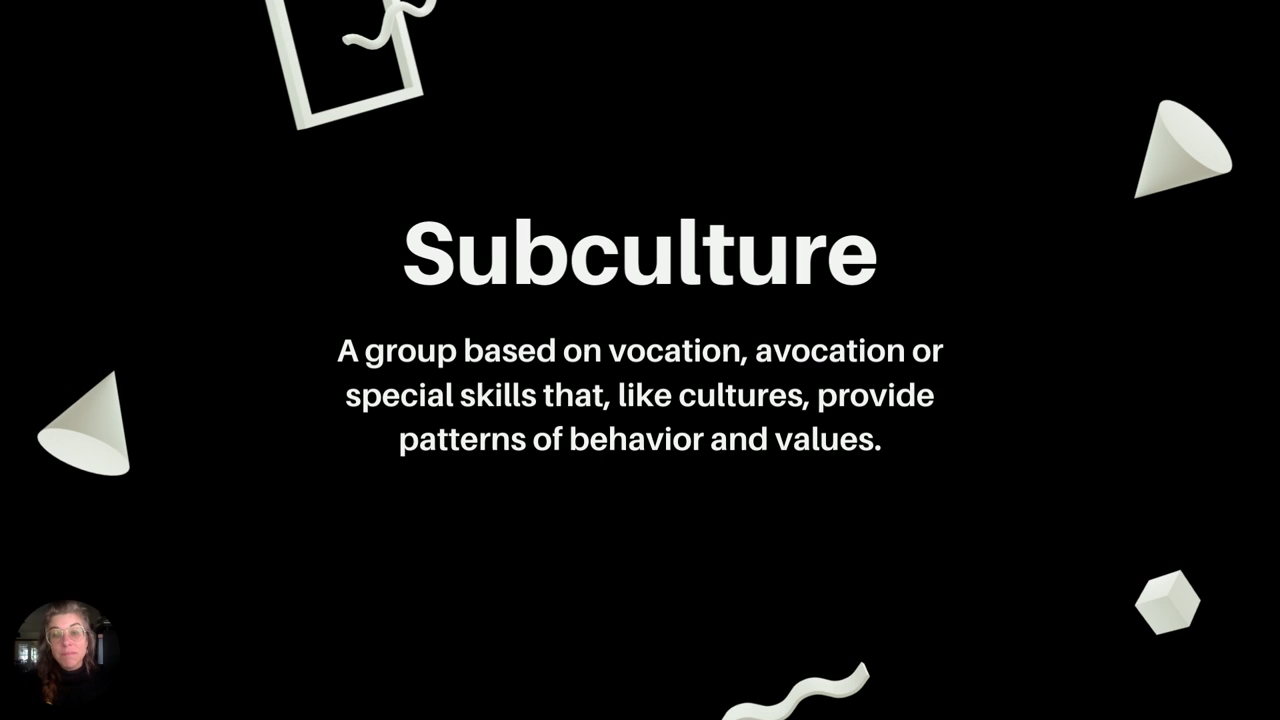 Subculture
A group based on vocation, avocation or
special skills that, like cultures, provide
patterns of behavior and values.